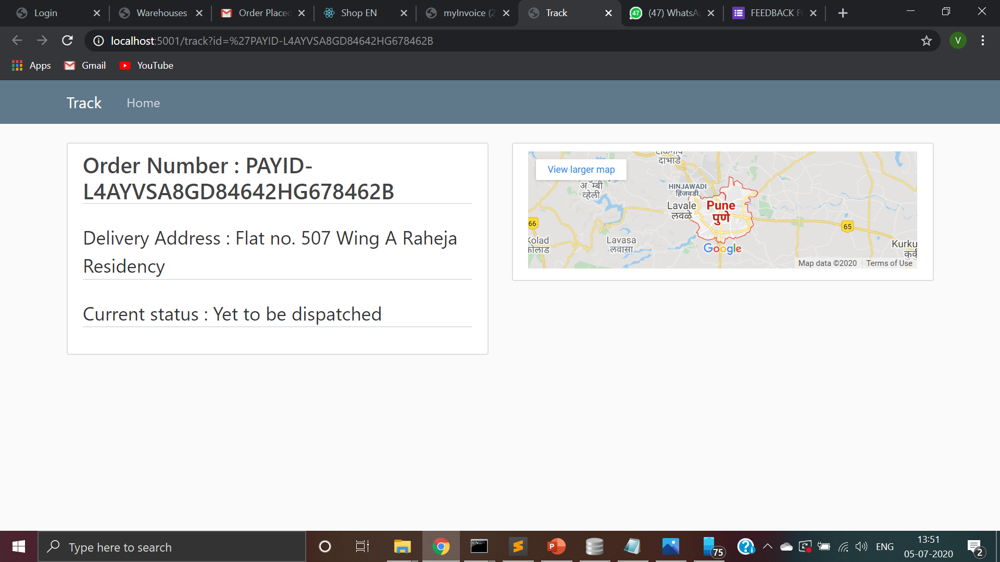 Login
Warehouses
Order Placed
Shop EN
myInvoice (2
Track
47
(47) WhatsA
FEEDBACK F
localhost:5001/track?id=%27PAYID-L4AYVSA8GD84642HG678462B
V
Apps
Gmail
YouTube
Track
Home
Order Number : PAYID-
L4AYVSA8GD84642HG678462B
Delivery Address : Flat no. 507 Wing A Raheja
Residency
Current status : Yet to be dispatched
View larger map
दाभाडे
व्हेली
HINJAWADI
हिंजवडी
Lavale
लवळे
Pune
पुणे
66
65
Kolad
Lavasa
लवासा
Kurku
Google
Map data ©2020
Terms of Use
Type here to search
75
ENG
13:51
05-07-2020
2